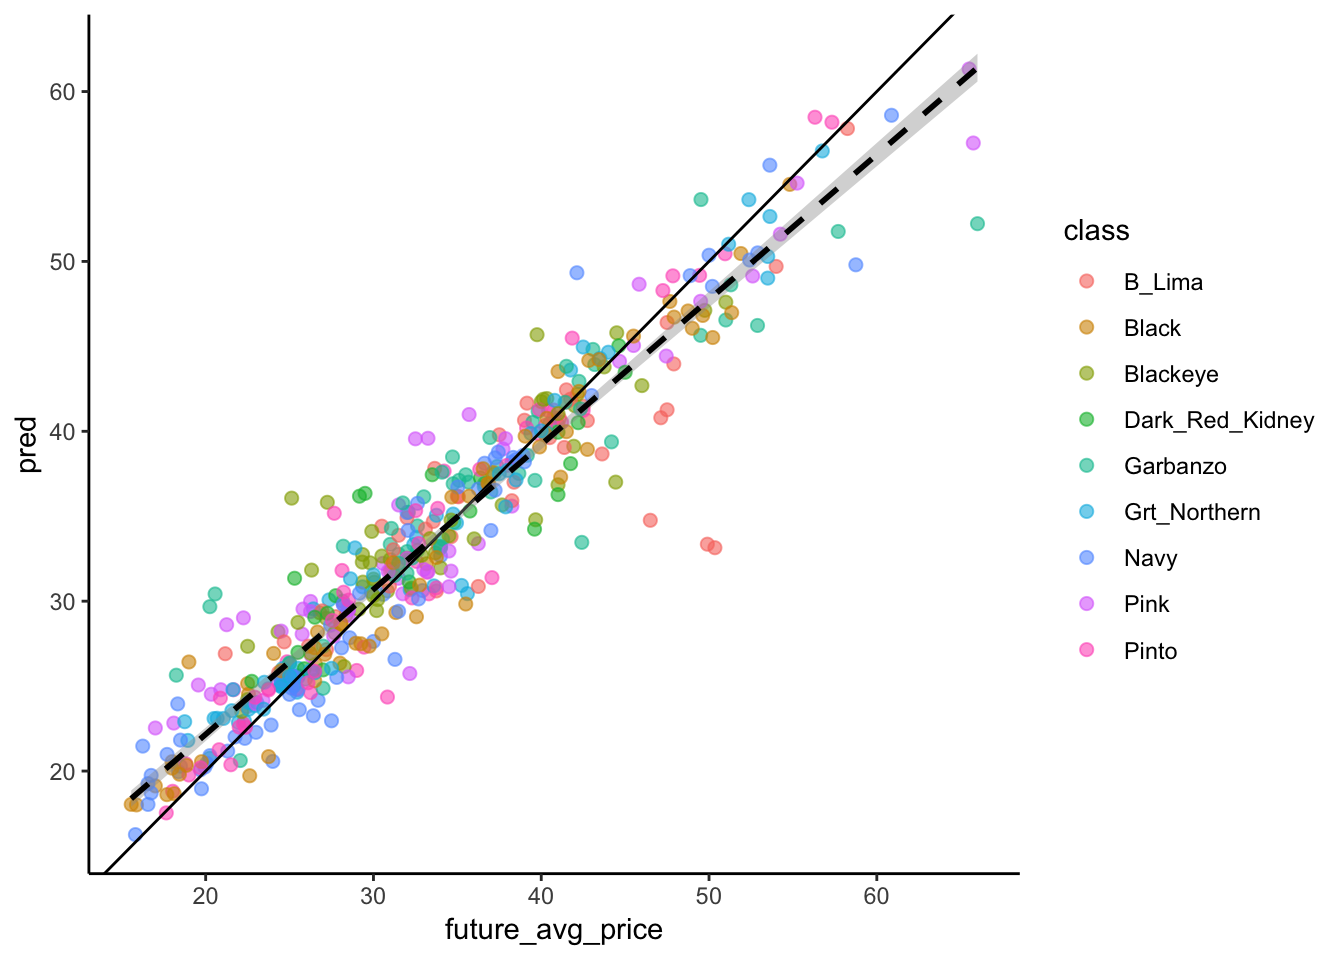 60
50
40
30
20
pred
20 30 40 50 60
future_avg_price
class
B_Lima
Black
Blackeye
Dark_Red_Kidney
Garbanzo
Grt_Northern
Navy
Pink
Pinto